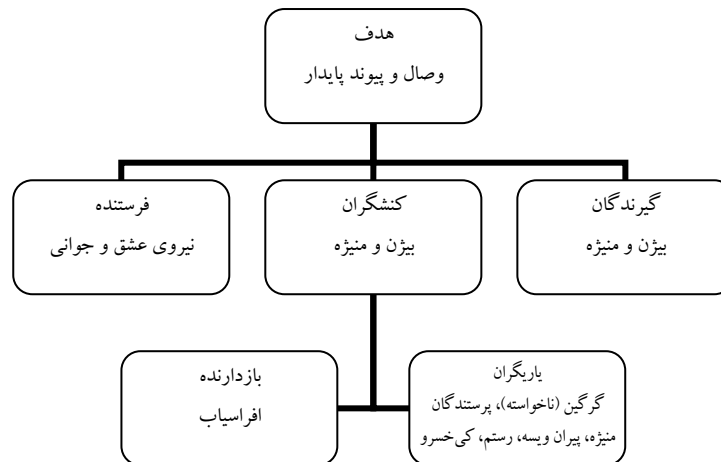 هدف
وصال و پیوند پایدار
گیرندگان
بیژن و منیژه
کنشگران
بیژن و منیژه
فرستنده
نیروی عشق و جوانی
یاریگران
گرگین (ناخواسته)، پرستندگان
منیژه، پیران ویسه، رستم، کی‌خسرو
بازدارنده
افراسیاب